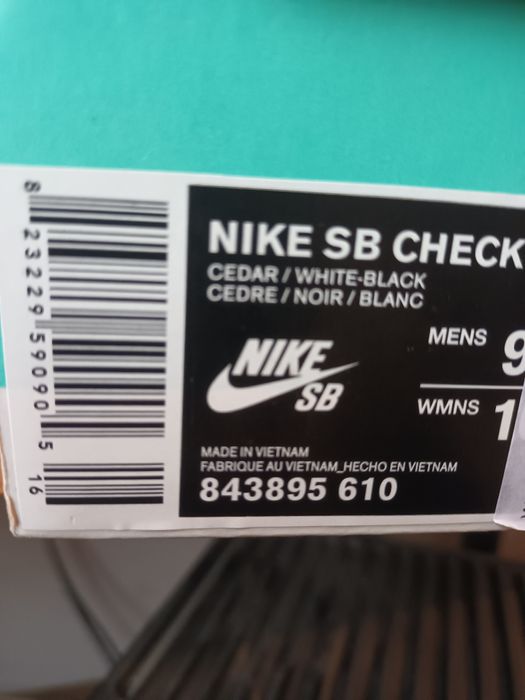 NIKE SB CHECK
CEDAR / WHITE-BLACK
CEDRE / NOIR / BLANC
NIKE
SB
MENS 9
WMNS 1
MADE IN VIETNAM
FABRIQUE AU VIETNAM_HECHO EN VIETNAM
843895 610
8 23229 59090 5
16